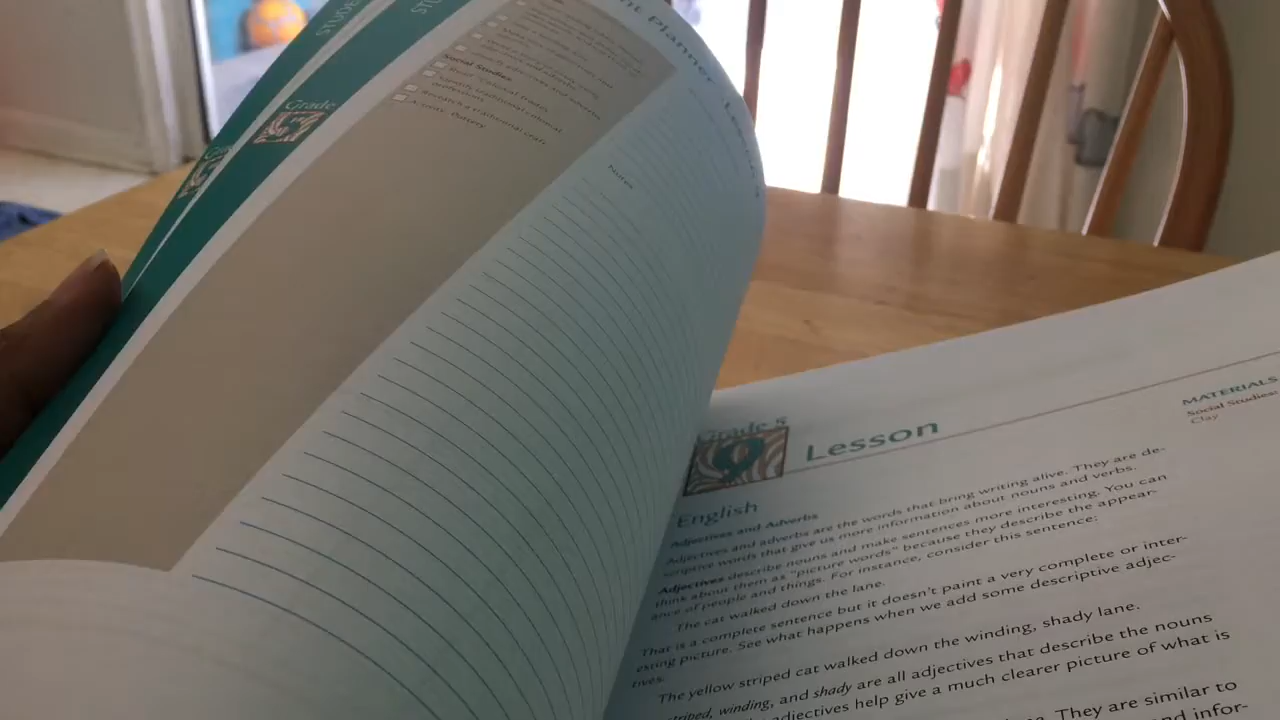 STUDE
STU
Grade
5
nt Planner
Social Studies
Notes
Grade 5
9
Lesson
MATERIALS
Social Studies:
Clay
English
Adjectives and Adverbs
Adjectives and adverbs are the words that bring writing alive. They are de-
scriptive words that give us more information about nouns and verbs.
Adjectives describe nouns and make sentences more interesting. You can
think about them as "picture words" because they describe the appear-
ance of people and things. For instance, consider this sentence:
The cat walked down the lane.
That is a complete sentence but it doesn't paint a very complete or inter-
esting picture. See what happens when we add some descriptive adjec-
tives.
The yellow striped cat walked down the winding, shady lane.
striped, winding, and shady are all adjectives that describe the nouns
adjectives help give a much clearer picture of what is
They are similar to
and infor-